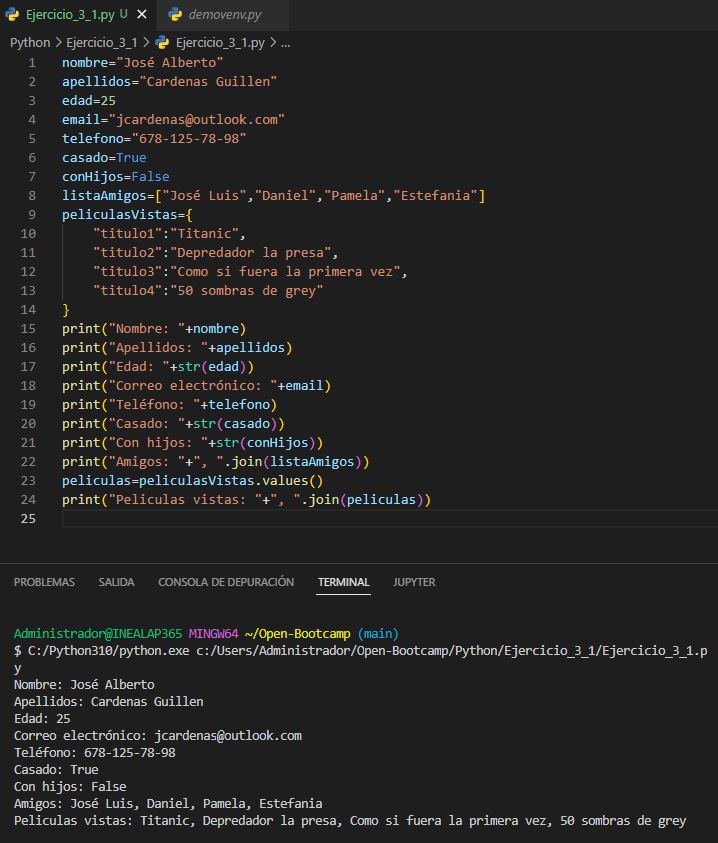 Ejercicio_3_1.py U demovenv.py
Python > Ejercicio_3_1 > Ejercicio_3_1.py > ...
1 nombre="José Alberto"
2 apellidos="Cardenas Guillen"
3 edad=25
4 email="jcardenas@outlook.com"
5 telefono="678-125-78-98"
6 casado=True
7 conHijos=False
8 listaAmigos=["José Luis","Daniel","Pamela","Estefania"]
9 peliculasVistas={
10 "titulo1":"Titanic",
11 "titulo2":"Depredador la presa",
12 "titulo3":"Como si fuera la primera vez",
13 "titulo4":"50 sombras de grey"
14 }
15 print("Nombre: "+nombre)
16 print("Apellidos: "+apellidos)
17 print("Edad: "+str(edad))
18 print("Correo electrónico: "+email)
19 print("Teléfono: "+telefono)
20 print("Casado: "+str(casado))
21 print("Con hijos: "+str(conHijos))
22 print("Amigos: "+", ".join(listaAmigos))
23 peliculas=peliculasVistas.values()
24 print("Peliculas vistas: "+", ".join(peliculas))
25
PROBLEMAS SALIDA CONSOLA DE DEPURACIÓN TERMINAL JUPYTER
Administrador@INEALAP365 MINGW64 ~/Open-Bootcamp (main)
$ C:/Python310/python.exe c:/Users/Administrador/Open-Bootcamp/Python/Ejercicio_3_1/Ejercicio_3_1.p
y
Nombre: José Alberto
Apellidos: Cardenas Guillen
Edad: 25
Correo electrónico: jcardenas@outlook.com
Teléfono: 678-125-78-98
Casado: True
Con hijos: False
Amigos: José Luis, Daniel, Pamela, Estefania
Peliculas vistas: Titanic, Depredador la presa, Como si fuera la primera vez, 50 sombras de grey